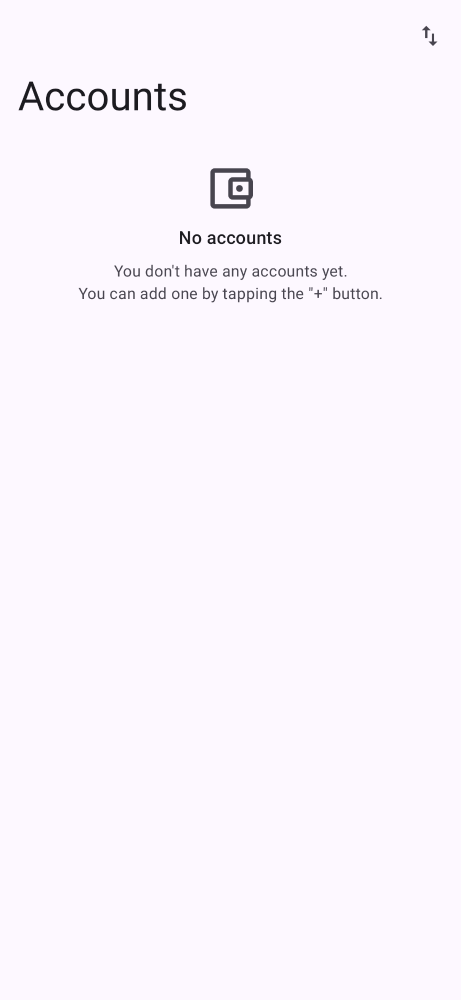 Accounts
No accounts
You don't have any accounts yet.
You can add one by tapping the "+" button.